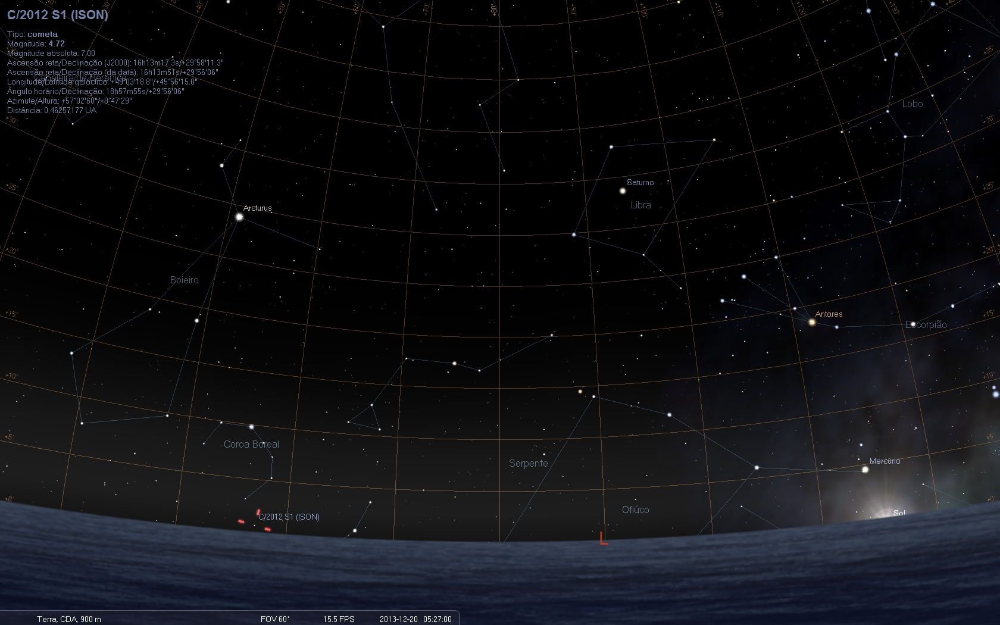 C/2012 S1 (ISON)
Tipo: cometa
Magnitude: 4.72
Magnitude absoluta: 7.00
Ascensão reta/Declinação (J2000): 16h13m17.3s/+29°58'11.3"
Ascensão reta/Declinação (da data): 16h13m51s/+29°56'06"
Cabeleira de Berenice
Longitude/Latitude galáctica: +49°03'18.8"/+45°56'15.0"
Ângulo horário/Declinação: 18h57m55s/+29°56'06"
Azimute/Altura: +57°02'60"/+0°47'29"
Distância: 0.46257177 UA
+40°
+50°
+60°
+70°
+80°
+90°
+100°
+110°
+120°
+130°
+35°
Lobo
+30°
+30°
Saturno
+25°
+25°
Libra
Arcturus
+20°
+20°
Boieiro
+15°
Antares
+15°
Escorpião
+10°
+10°
+5°
+5°
Coroa Boreal
Serpente
Mercúrio
+0°
+0°
Ofiúco
Sol
C/2012 S1 (ISON)
L
Terra, CDA, 900 m FOV 60° 15.5 FPS 2013-12-20 05:27:00